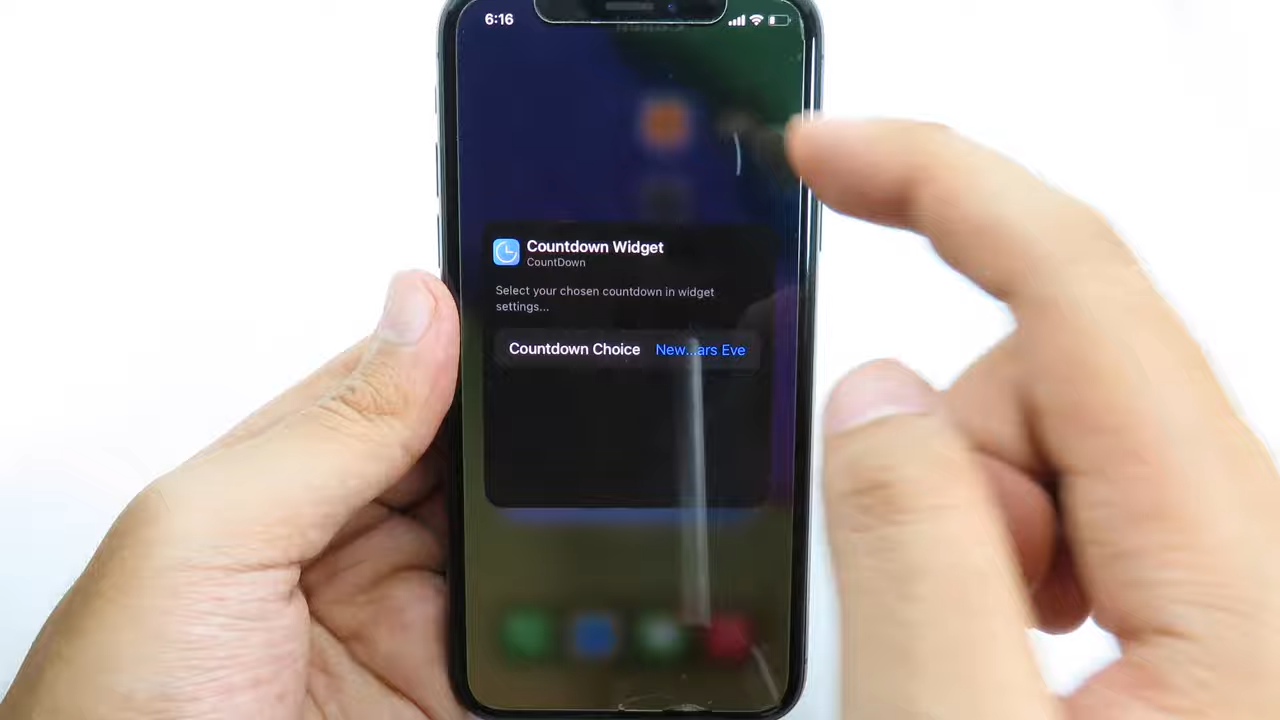 6:16
Countdown Widget
CountDown
Select your chosen countdown in widget
settings...
Countdown Choice New...ars Eve